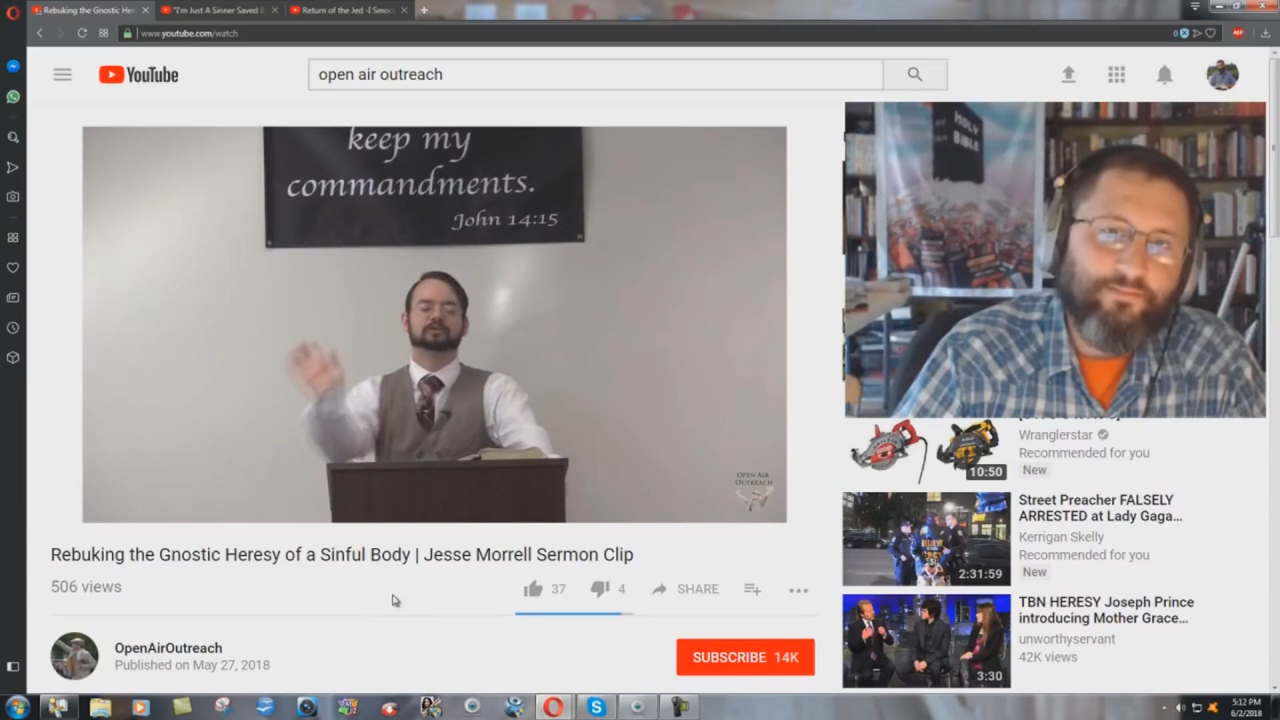 Rebuking the Gnostic He
"I'm Just A Sinner Saved
Return of the Jed
www.youtube.com/watch
0
ABP
YouTube
open air outreach
keep my
commandments.
John 14:15
HOLY
BIBLE
OPEN AIR
OUTREACH
Wranglerstar
Recommended for you
New
10:50
Street Preacher FALSELY
ARRESTED at Lady Gaga...
Kerrigan Skelly
Recommended for you
New
2:31:59
TBN HERESY Joseph Prince
introducing Mother Grace...
unworthyservant
42K views
3:30
Rebuking the Gnostic Heresy of a Sinful Body | Jesse Morrell Sermon Clip
506 views
37
4
SHARE
OpenAirOutreach
Published on May 27, 2018
SUBSCRIBE 14K
5:12 PM
6/2/2018